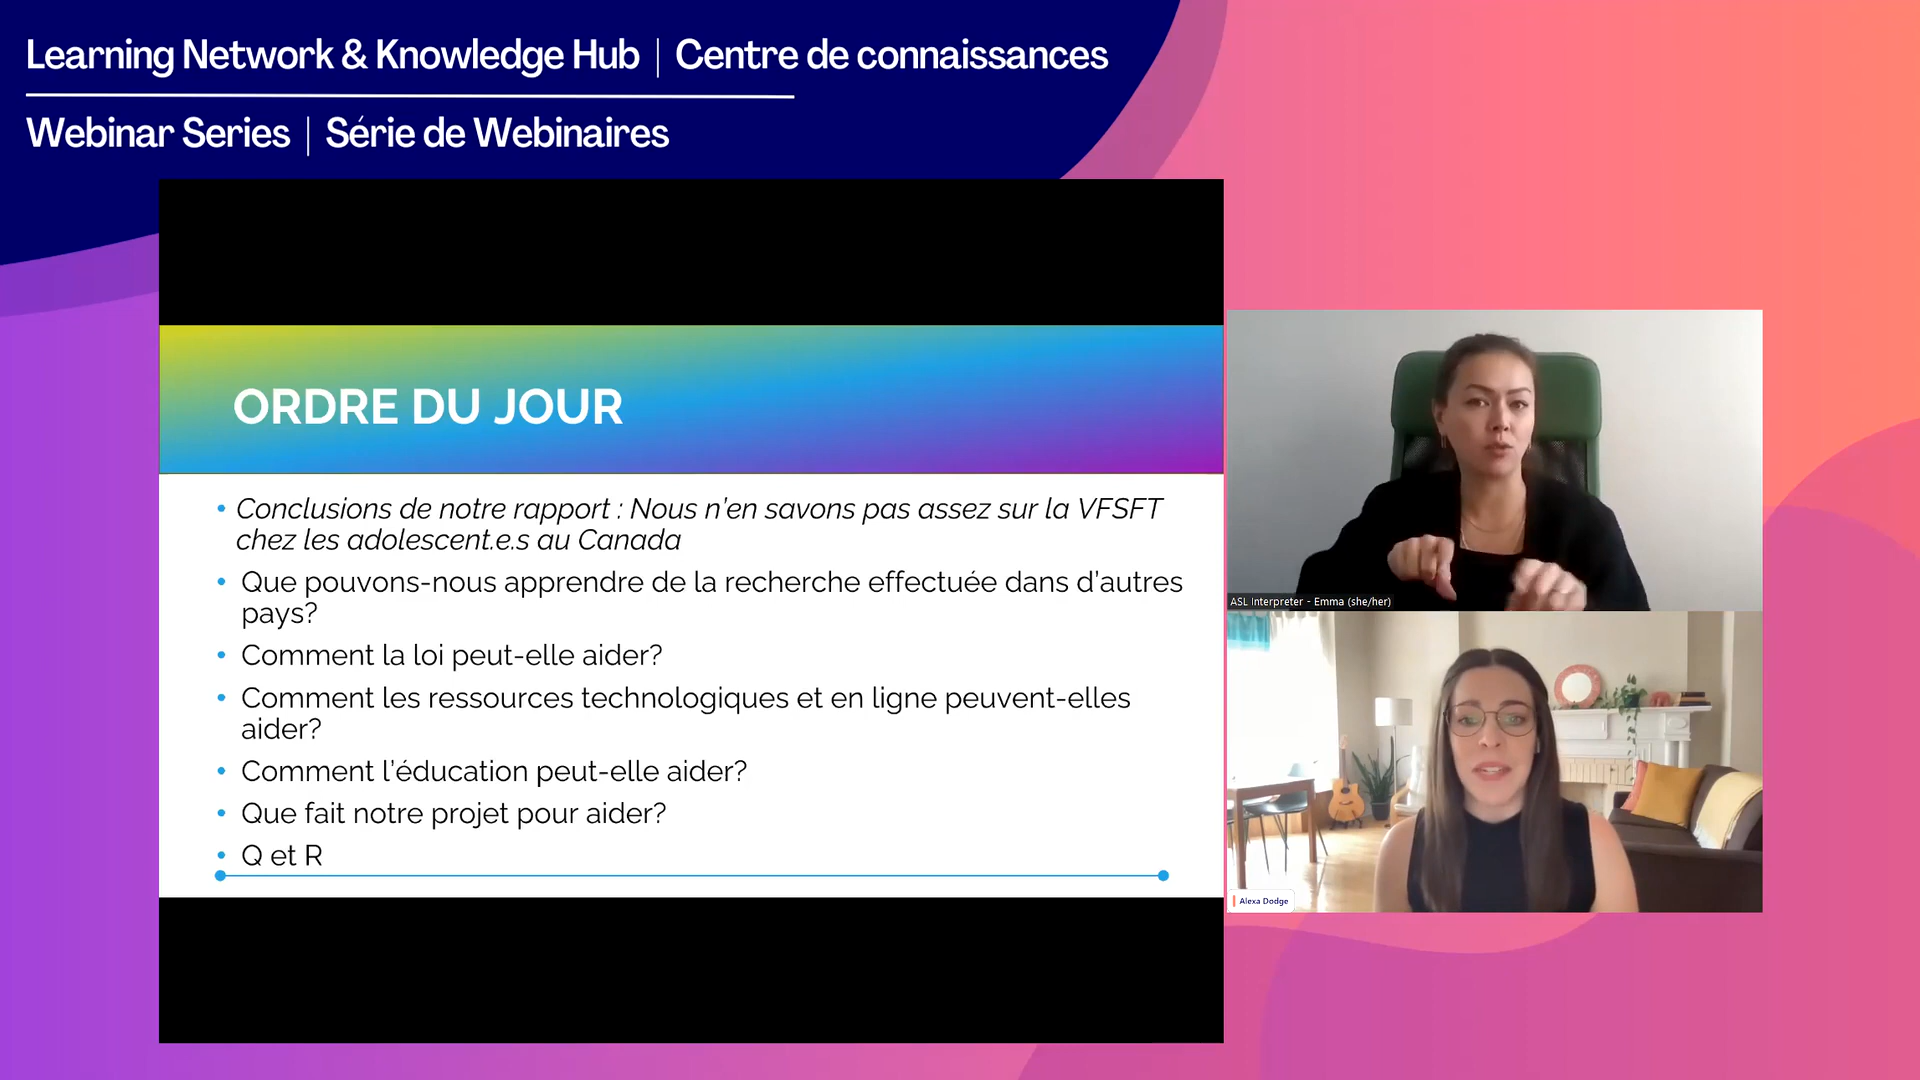 Learning Network & Knowledge Hub | Centre de connaissances
Webinar Series | Série de Webinaires
ORDRE DU JOUR
• Conclusions de notre rapport : Nous n'en savons pas assez sur la VFSFT
chez les adolescent.e.s au Canada
• Que pouvons-nous apprendre de la recherche effectuée dans d'autres
pays?
• Comment la loi peut-elle aider?
• Comment les ressources technologiques et en ligne peuvent-elles
aider?
• Comment l'éducation peut-elle aider?
• Que fait notre projet pour aider?
• Q et R
ASL Interpreter - Emma (she/her)
Alexa Dodge